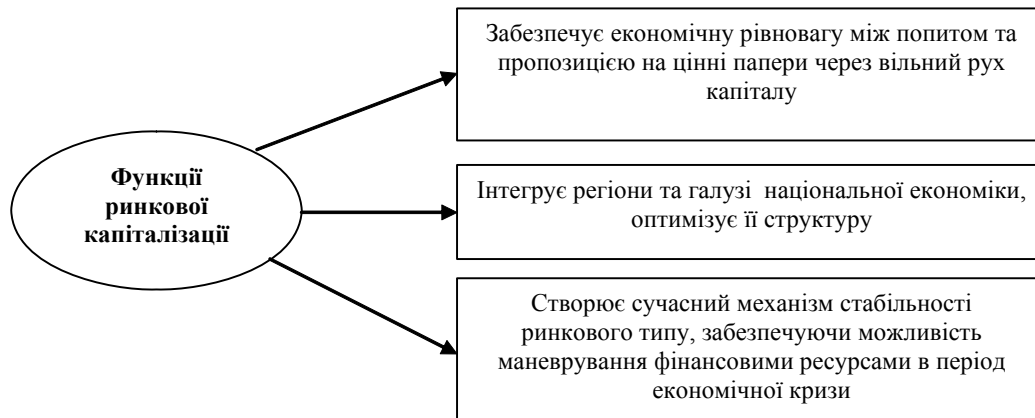 Функції
ринкової
капіталізації
Забезпечує економічну рівновагу між попитом та
пропозицією на цінні папери через вільний рух
капіталу
Інтегрує регіони та галузі національної економіки,
оптимізує її структуру
Створює сучасний механізм стабільності
ринкового типу, забезпечуючи можливість
маневрування фінансовими ресурсами в період
економічної кризи